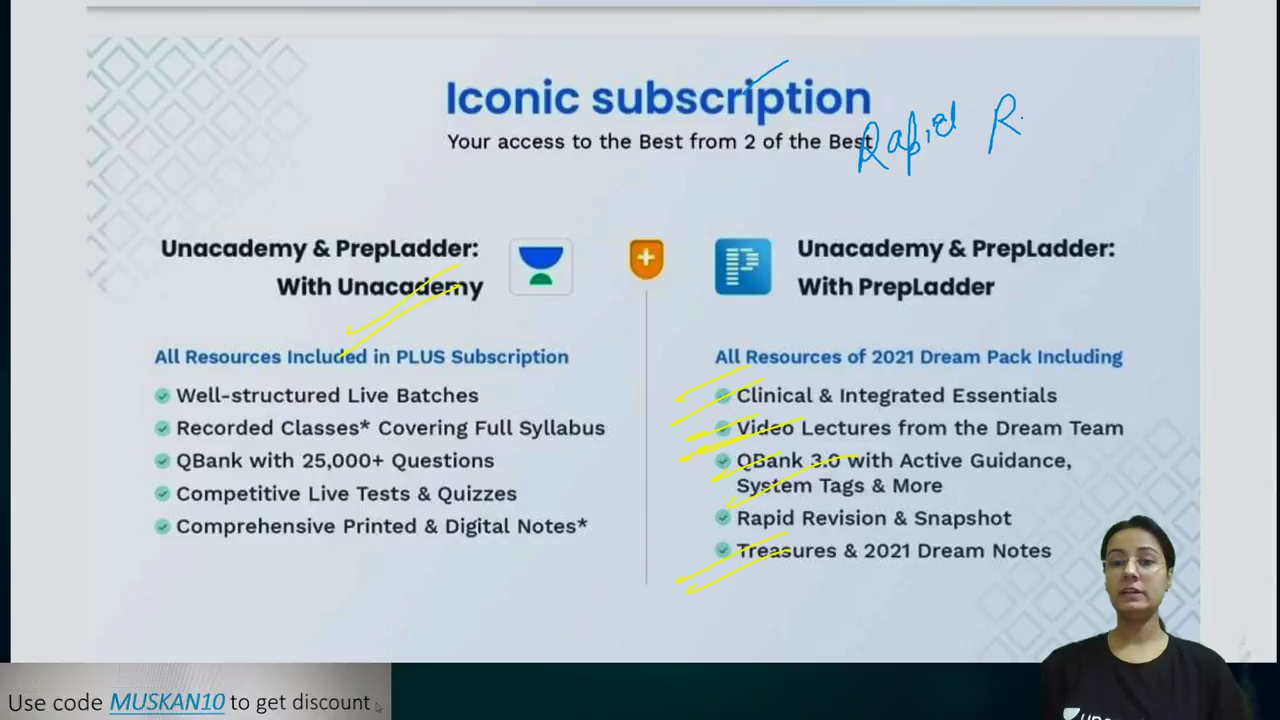 Iconic subscription
Your access to the Best from 2 of the Best
Rapid R
Unacademy & PrepLadder:
With Unacademy
All Resources Included in PLUS Subscription
Well-structured Live Batches
Recorded Classes* Covering Full Syllabus
QBank with 25,000+ Questions
Competitive Live Tests & Quizzes
Comprehensive Printed & Digital Notes*
Unacademy & PrepLadder:
With PrepLadder
All Resources of 2021 Dream Pack Including
Clinical & Integrated Essentials
Video Lectures from the Dream Team
QBank 3.0 with Active Guidance,
System Tags & More
Rapid Revision & Snapshot
Treasures & 2021 Dream Notes
Use code MUSKAN10 to get discount